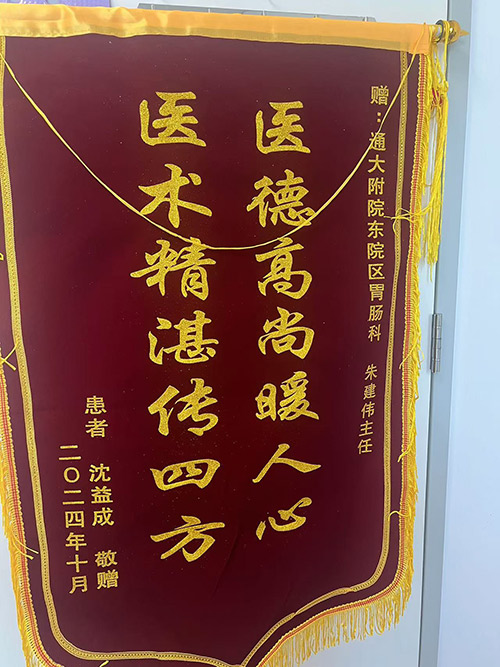 赠：通大附院东院区胃肠科 朱建伟主任
医德高尚暖人心
医术精湛传四方
患者 沈益成 敬赠
二〇二四年十月